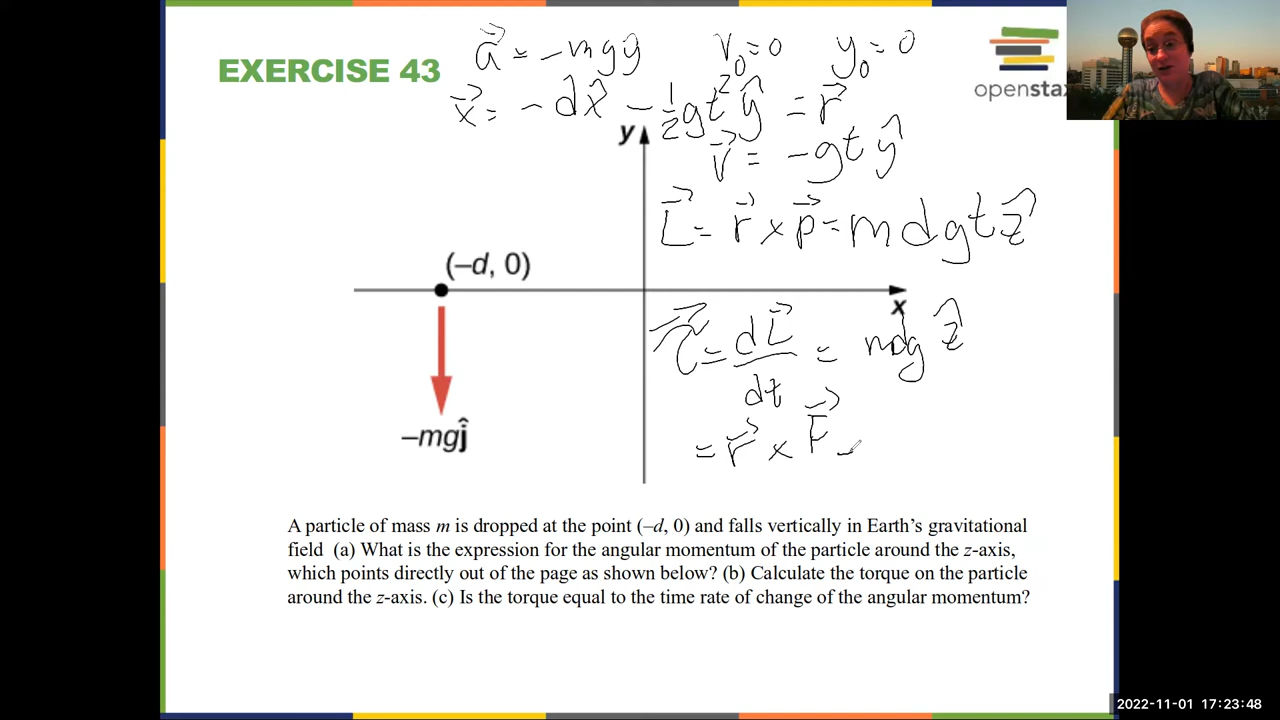 EXERCISE 43
a⃗ = -mgŷ v₀ = 0 y₀ = 0
openstax
x⃗ = -dx̂ - ½gt²ŷ = r⃗
y
v⃗ = -gtŷ
L⃗ = r⃗ × p⃗ = mdgtẑ
(–d, 0)
x
τ⃗ = dL⃗/dt = mdgẑ
–mgĵ
= r⃗ × F⃗
A particle of mass m is dropped at the point (–d, 0) and falls vertically in Earth’s gravitational
field (a) What is the expression for the angular momentum of the particle around the z-axis,
which points directly out of the page as shown below? (b) Calculate the torque on the particle
around the z-axis. (c) Is the torque equal to the time rate of change of the angular momentum?
2022-11-01 17:23:48